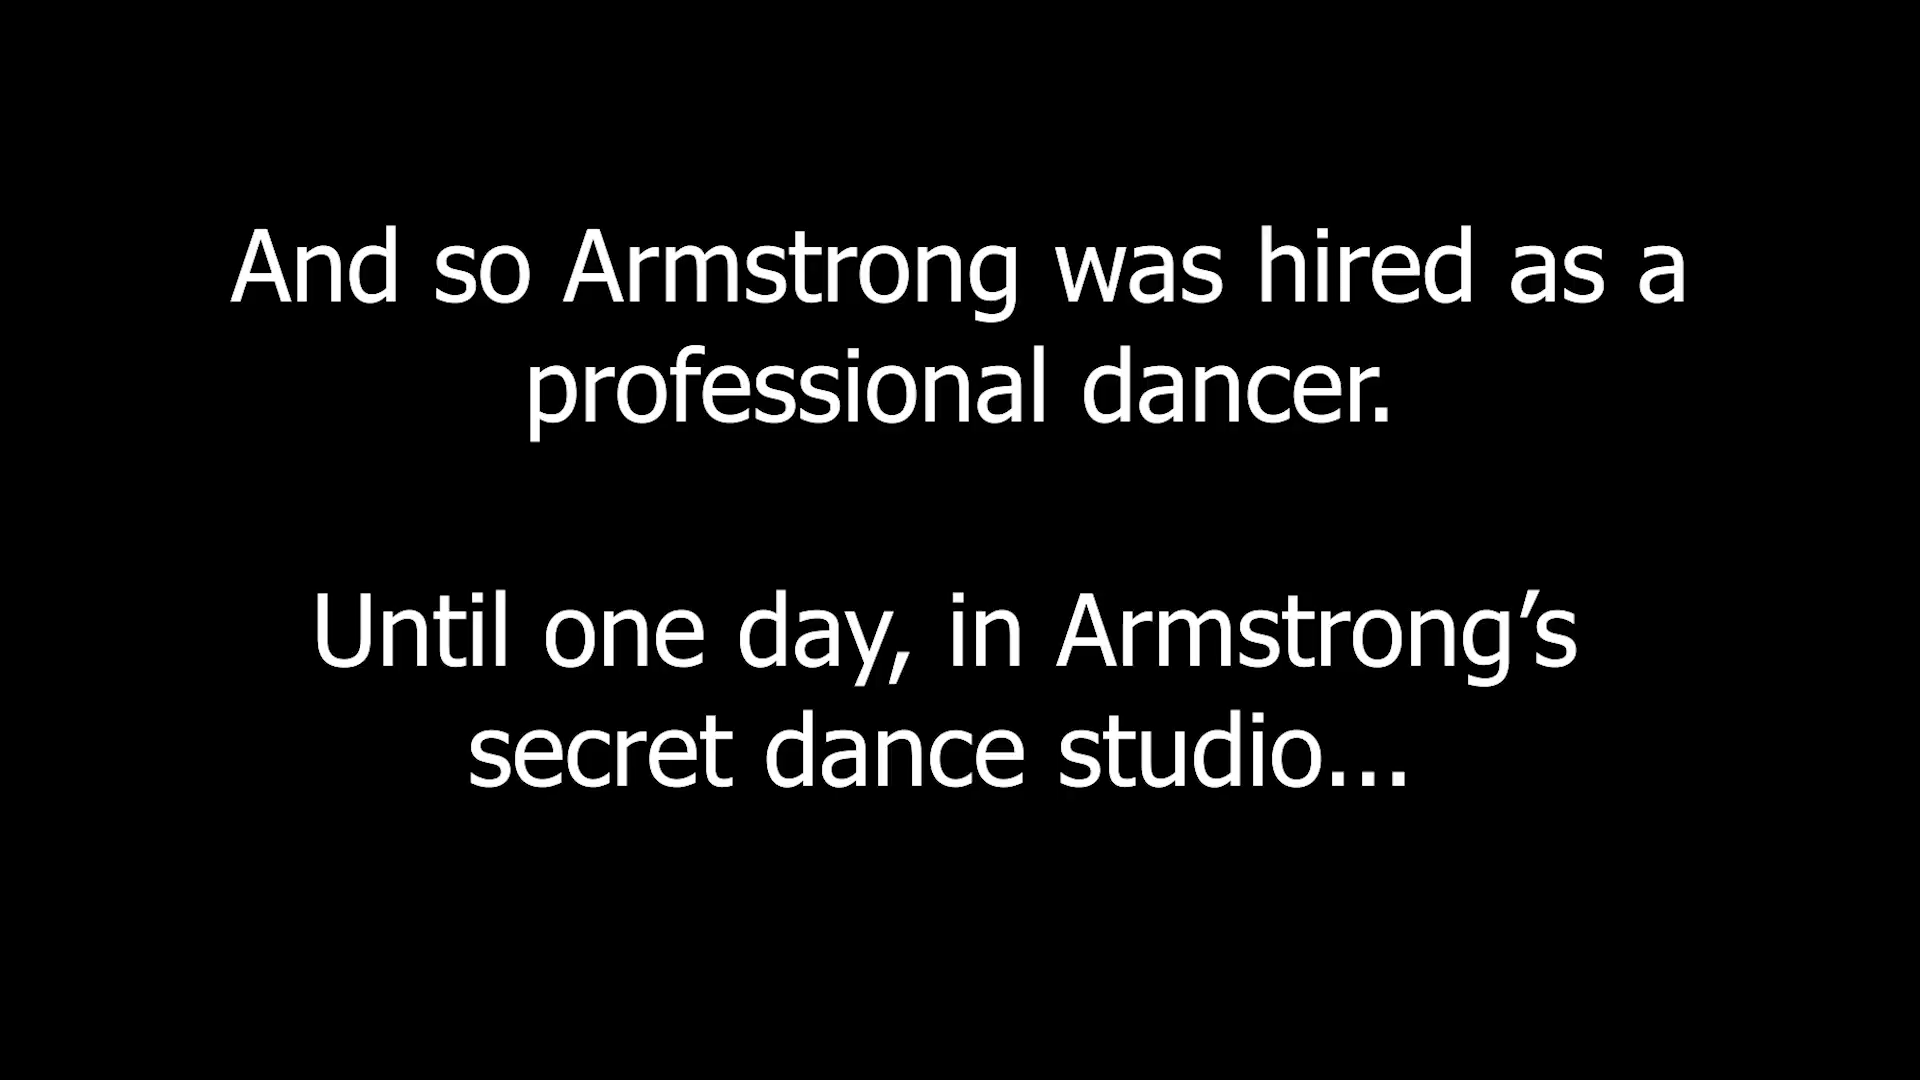 And so Armstrong was hired as a
professional dancer.
Until one day, in Armstrong’s
secret dance studio...